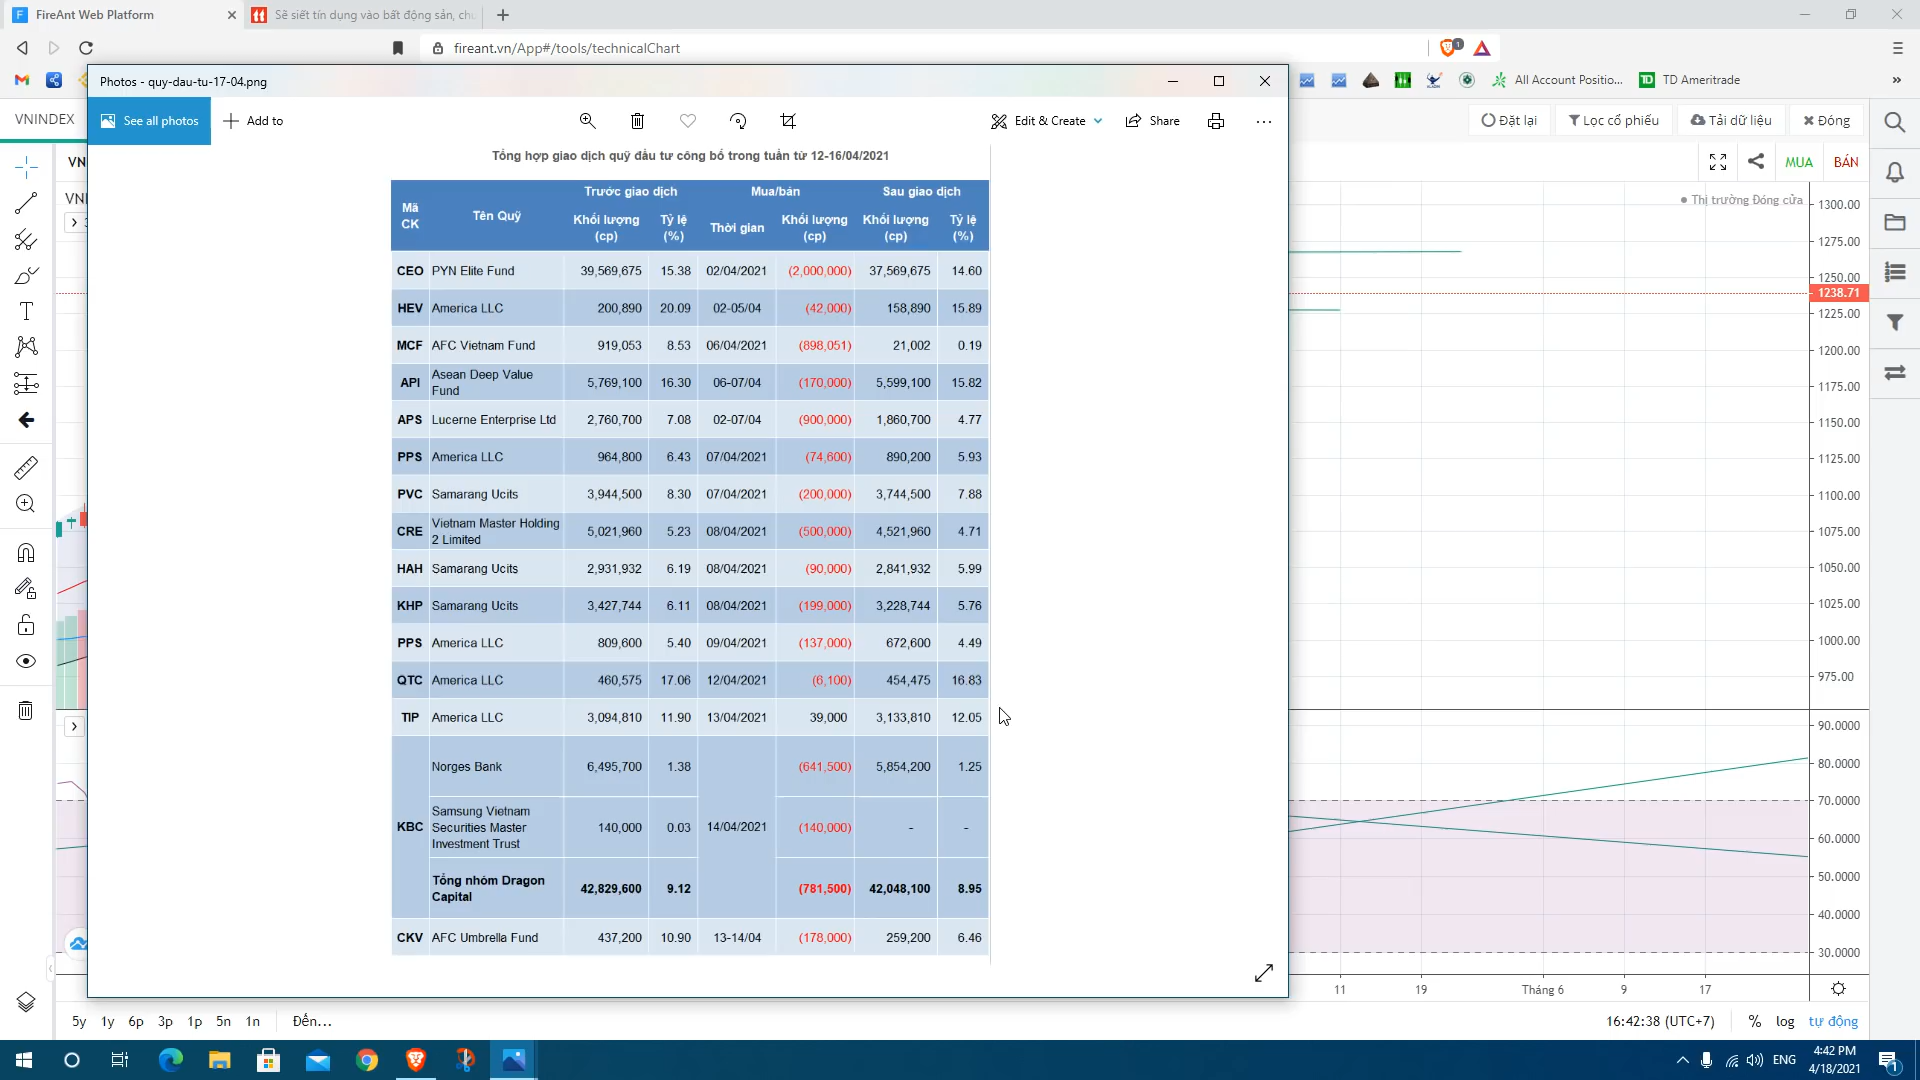 FireAnt Web Platform
Sẽ siết tín dụng vào bất động sản, ch
fireant.vn/App#/tools/technicalChart
1
All Account Positio...
TD Ameritrade
Photos - quy-dau-tu-17-04.png
See all photos
Add to
Edit & Create
Share
VNINDEX
Đặt lại
Lọc cổ phiếu
Tải dữ liệu
Đóng
VN
MUA
BÁN
VNI
Thị trường Đóng cửa
Tổng hợp giao dịch quỹ đầu tư công bố trong tuần từ 12-16/04/2021
Mã CK
Tên Quỹ
Trước giao dịch
Mua/bán
Sau giao dịch
Khối lượng (cp)
Tỷ lệ (%)
Thời gian
Khối lượng (cp)
Khối lượng (cp)
Tỷ lệ (%)
CEO PYN Elite Fund 39,569,675 15.38 02/04/2021 (2,000,000) 37,569,675 14.60
HEV America LLC 200,890 20.09 02-05/04 (42,000) 158,890 15.89
MCF AFC Vietnam Fund 919,053 8.53 06/04/2021 (898,051) 21,002 0.19
API Asean Deep Value Fund 5,769,100 16.30 06-07/04 (170,000) 5,599,100 15.82
APS Lucerne Enterprise Ltd 2,760,700 7.08 02-07/04 (900,000) 1,860,700 4.77
PPS America LLC 964,800 6.43 07/04/2021 (74,600) 890,200 5.93
PVC Samarang Ucits 3,944,500 8.30 07/04/2021 (200,000) 3,744,500 7.88
CRE Vietnam Master Holding 2 Limited 5,021,960 5.23 08/04/2021 (500,000) 4,521,960 4.71
HAH Samarang Ucits 2,931,932 6.19 08/04/2021 (90,000) 2,841,932 5.99
KHP Samarang Ucits 3,427,744 6.11 08/04/2021 (199,000) 3,228,744 5.76
PPS America LLC 809,600 5.40 09/04/2021 (137,000) 672,600 4.49
QTC America LLC 460,575 17.06 12/04/2021 (6,100) 454,475 16.83
TIP America LLC 3,094,810 11.90 13/04/2021 39,000 3,133,810 12.05
Norges Bank 6,495,700 1.38 (641,500) 5,854,200 1.25
KBC Samsung Vietnam Securities Master Investment Trust 140,000 0.03 14/04/2021 (140,000) - -
Tổng nhóm Dragon Capital 42,829,600 9.12 (781,500) 42,048,100 8.95
CKV AFC Umbrella Fund 437,200 10.90 13-14/04 (178,000) 259,200 6.46
1300.00
1275.00
1250.00
1238.71
1225.00
1200.00
1175.00
1150.00
1125.00
1100.00
1075.00
1050.00
1025.00
1000.00
975.00
90.0000
80.0000
70.0000
60.0000
50.0000
40.0000
30.0000
11 19 Tháng 6 9 17
5y 1y 6p 3p 1p 5n 1n Đến...
16:42:38 (UTC+7) % log tự động
ENG
4:42 PM
4/18/2021
1